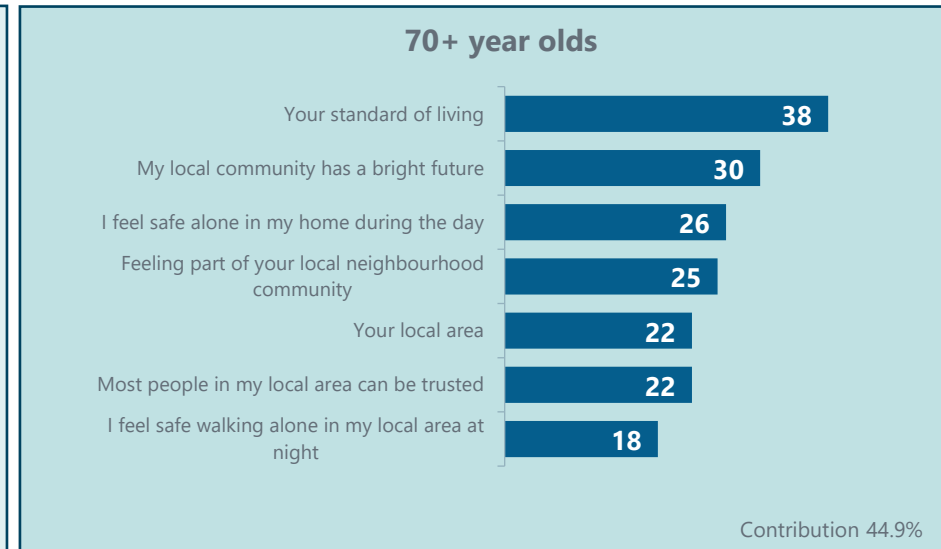 70+ year olds
Your standard of living
38
My local community has a bright future
30
I feel safe alone in my home during the day
26
Feeling part of your local neighbourhood
community
25
Your local area
22
Most people in my local area can be trusted
22
I feel safe walking alone in my local area at
night
18
Contribution 44.9%